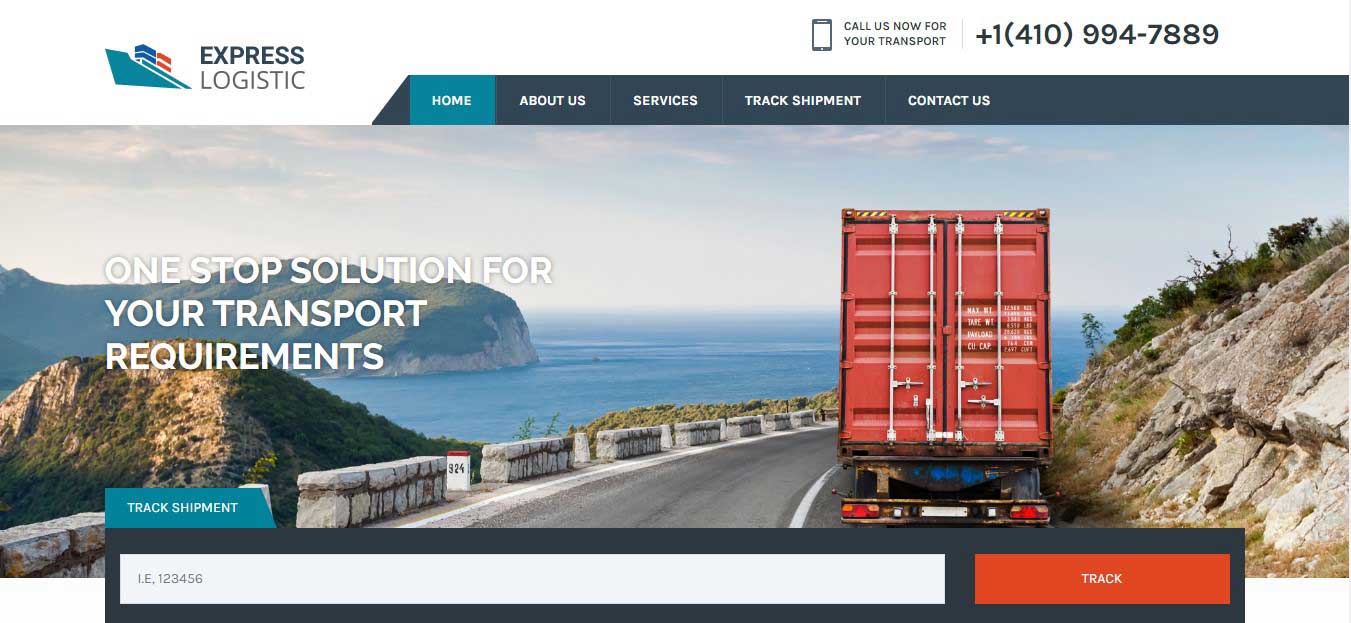 CALL US NOW FOR
YOUR TRANSPORT
+1(410) 994-7889
EXPRESS
LOGISTIC
HOME
ABOUT US
SERVICES
TRACK SHIPMENT
CONTACT US
ONE STOP SOLUTION FOR
YOUR TRANSPORT
REQUIREMENTS
MAX. WT.
TARE WT.
PAYLOAD
CU. CAP.
924
TRACK SHIPMENT
I.E, 123456
TRACK